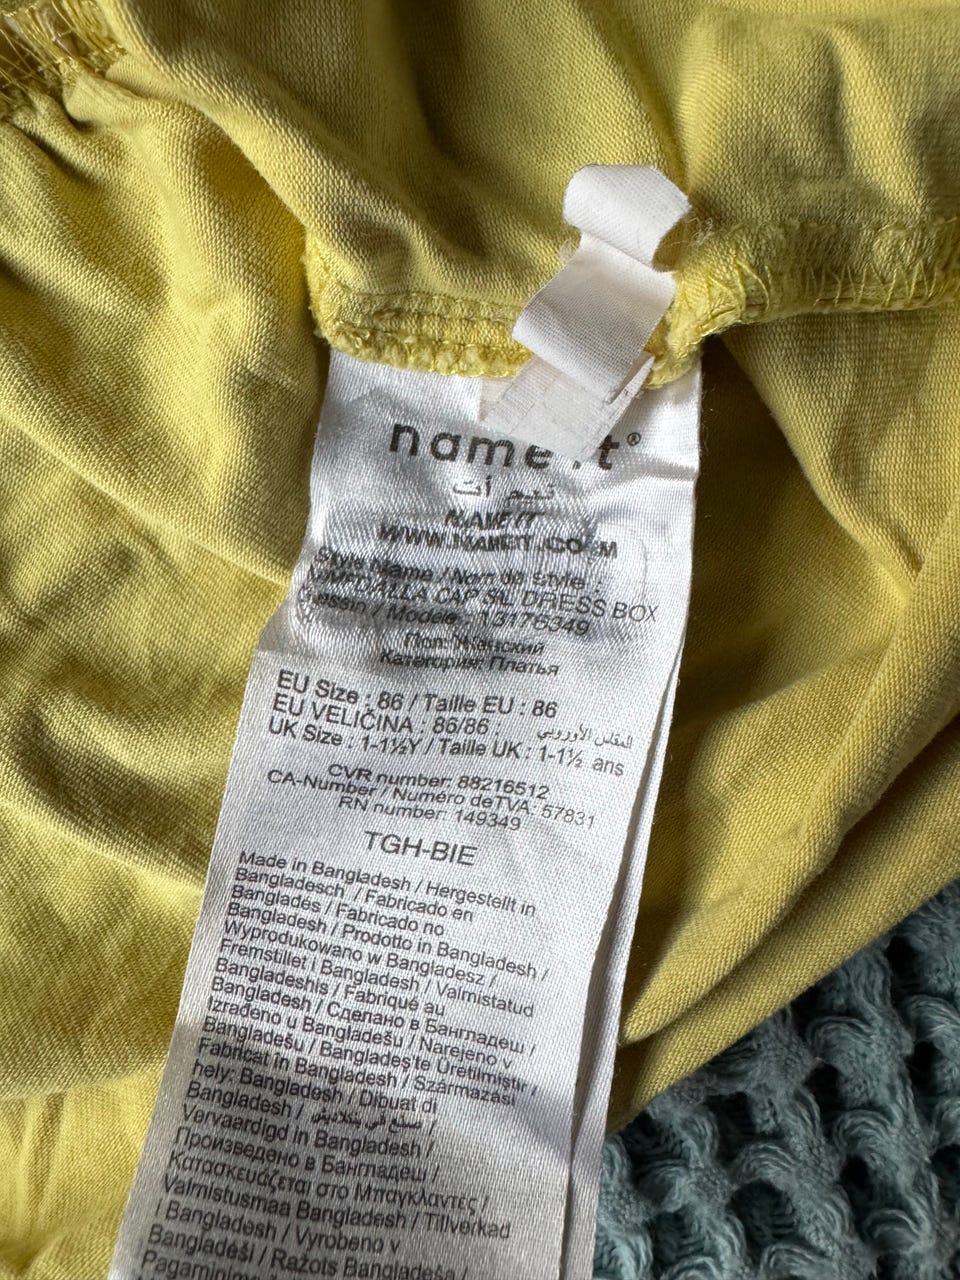 name it®
نيم أت
NAME IT
WWW.NAMEIT.COM
Style Name / Nom de style :
CAP SL DRESS BOX
/ Modele : 13176349
Пол: Женский
Категория: Платья
EU Size : 86 / Taille EU : 86
EU VELIČINA : 86/86 : المقاس الأوروبي
UK Size : 1-1½Y / Taille UK : 1-1½ ans
CVR number: 88216512
CA-Number / Numéro deTVA: 57831
RN number: 149349
TGH-BIE
Made in Bangladesh / Hergestellt in
Bangladesch / Fabricado en
Bangladés / Fabricado no
Bangladesh / Prodotto in Bangladesh /
Wyprodukowano w Bangladesz /
Fremstillet i Bangladesh / Valmistatud
Bangladeshis / Fabriqué au
Bangladesh / Сделано в Бангладеш /
Izrađeno u Bangladešu / Narejeno v
Bangladešu / Bangladeş'te Üretilmiştir /
Fabricat în Bangladesh / Származási
hely: Bangladesh / Dibuat di
Bangladesh / صنع في بنغلاديش /
Vervaardigd in Bangladesh /
Произведено в Бангладеш /
Κατασκευάζεται στο Μπαγκλαντες /
Valmistusmaa Bangladesh / Tillverkad
i Bangladesh / Vyrobeno v
Bangladéši / Ražots Bangladesh /